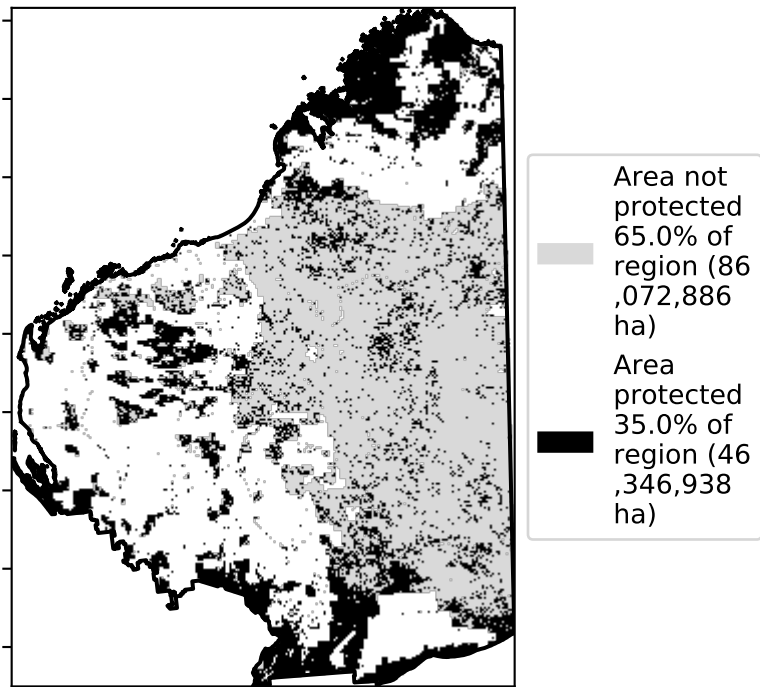 Area not
protected
65.0% of
region (86
,072,886
ha)
Area
protected
35.0% of
region (46
,346,938
ha)